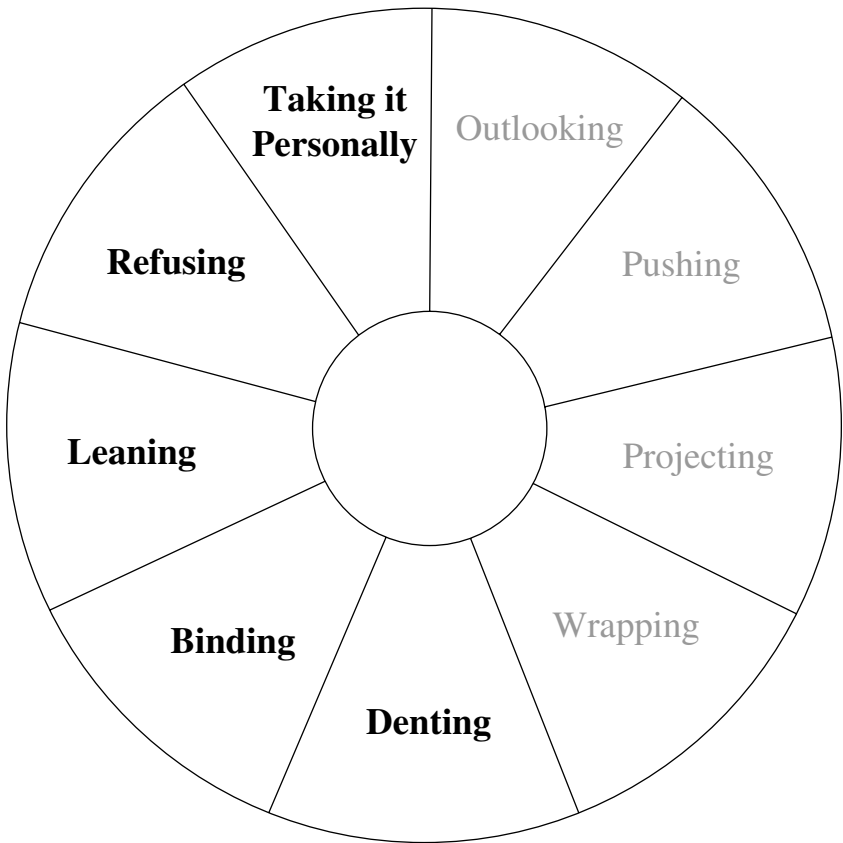 Taking it
Personally
Outlooking
Refusing
Pushing
Leaning
Projecting
Binding
Wrapping
Denting